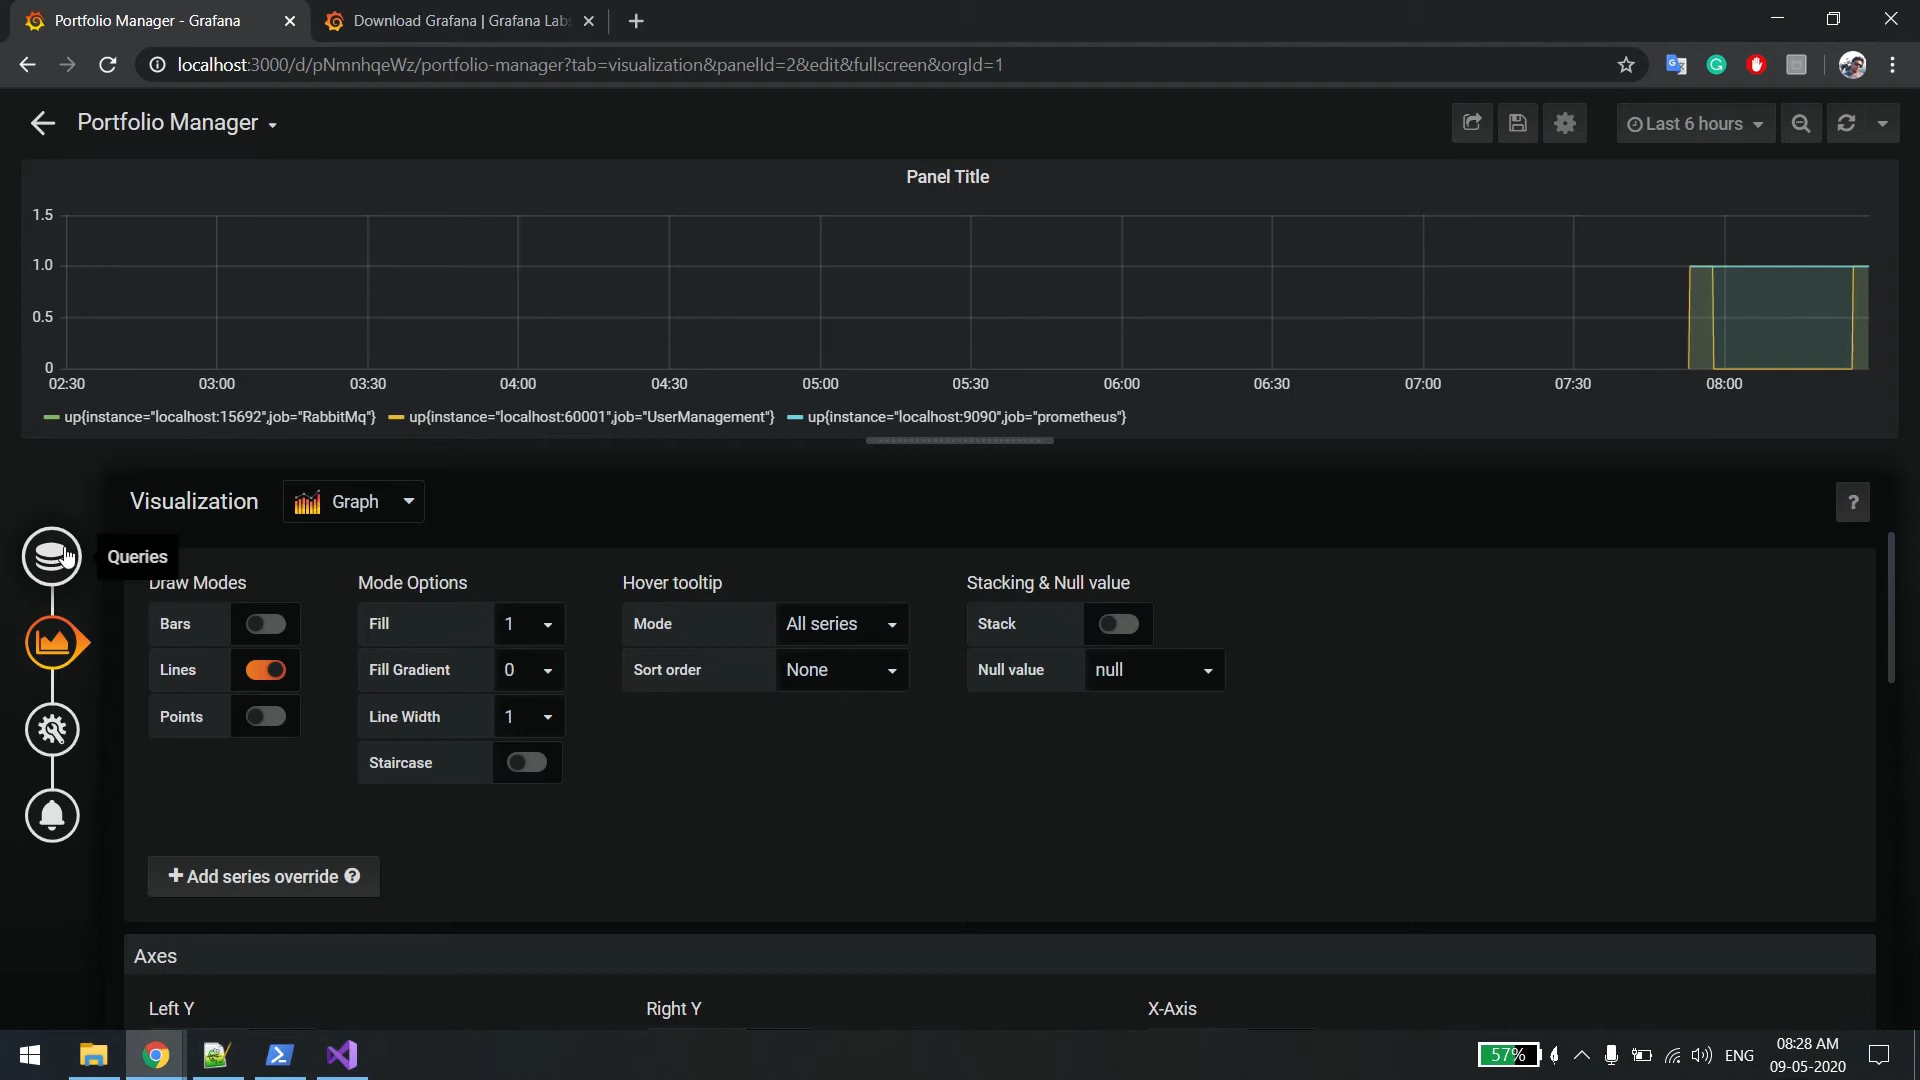 Portfolio Manager - Grafana
Download Grafana | Grafana Labs
localhost:3000/d/pNmnhqeWz/portfolio-manager?tab=visualization&panelId=2&edit&fullscreen&orgId=1
Portfolio Manager
Last 6 hours
Panel Title
1.5
1.0
0.5
0
02:30 03:00 03:30 04:00 04:30 05:00 05:30 06:00 06:30 07:00 07:30 08:00
up{instance="localhost:15692",job="RabbitMq"} up{instance="localhost:60001",job="UserManagement"} up{instance="localhost:9090",job="prometheus"}
Visualization Graph ?
Queries
Draw Modes Mode Options Hover tooltip Stacking & Null value
Bars Fill 1 Mode All series Stack
Lines Fill Gradient 0 Sort order None Null value null
Points Line Width 1
Staircase
+ Add series override ?
Axes
Left Y Right Y X-Axis
57% ENG 08:28 AM
09-05-2020